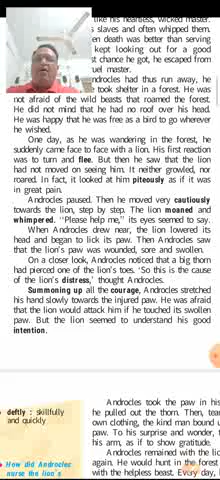 like his heartless, wicked master.
s slaves and often whipped them.
en death was better than serving
kept looking out for a good
st chance he got, he escaped from
uel master.
Androcles had thus run away, he
took shelter in a forest. He was
not afraid of the wild beasts that roamed the forest.
He did not mind that he had no roof over his head.
He was happy that he was free as a bird to go wherever
he wished.
One day, as he was wandering in the forest, he
suddenly came face to face with a lion. His first reaction
was to turn and flee. But then he saw that the lion
had not moved on seeing him. It neither growled, nor
roared. In fact, it looked at him piteously as if it was
in great pain.
Androcles paused. Then he moved very cautiously
towards the lion, step by step. The lion moaned and
whimpered. "Please help me," its eyes seemed to say.
When Androcles drew near, the lion lowered its
head and began to lick its paw. Then Androcles saw
that the lion's paw was wounded, sore and swollen.
On a closer look, Androcles noticed that a big thorn
had pierced one of the lion's toes. 'So this is the cause
of the lion's distress,' thought Androcles.
Summoning up all the courage, Androcles stretched
his hand slowly towards the injured paw. He was afraid
that the lion would attack him if he touched its swollen
paw. But the lion seemed to understand his good
intention.
deftly : skillfully
and quickly
How did Androcles
nurse the lion's
Androcles took the paw in his
he pulled out the thorn. Then, tear
own clothing, the kind man bound u
paw. To his surprise and wonder, t
his arm, as if to show gratitude.
Androcles remained with the lic
again. He would hunt in the forest
with the helpless beast. Every day, i